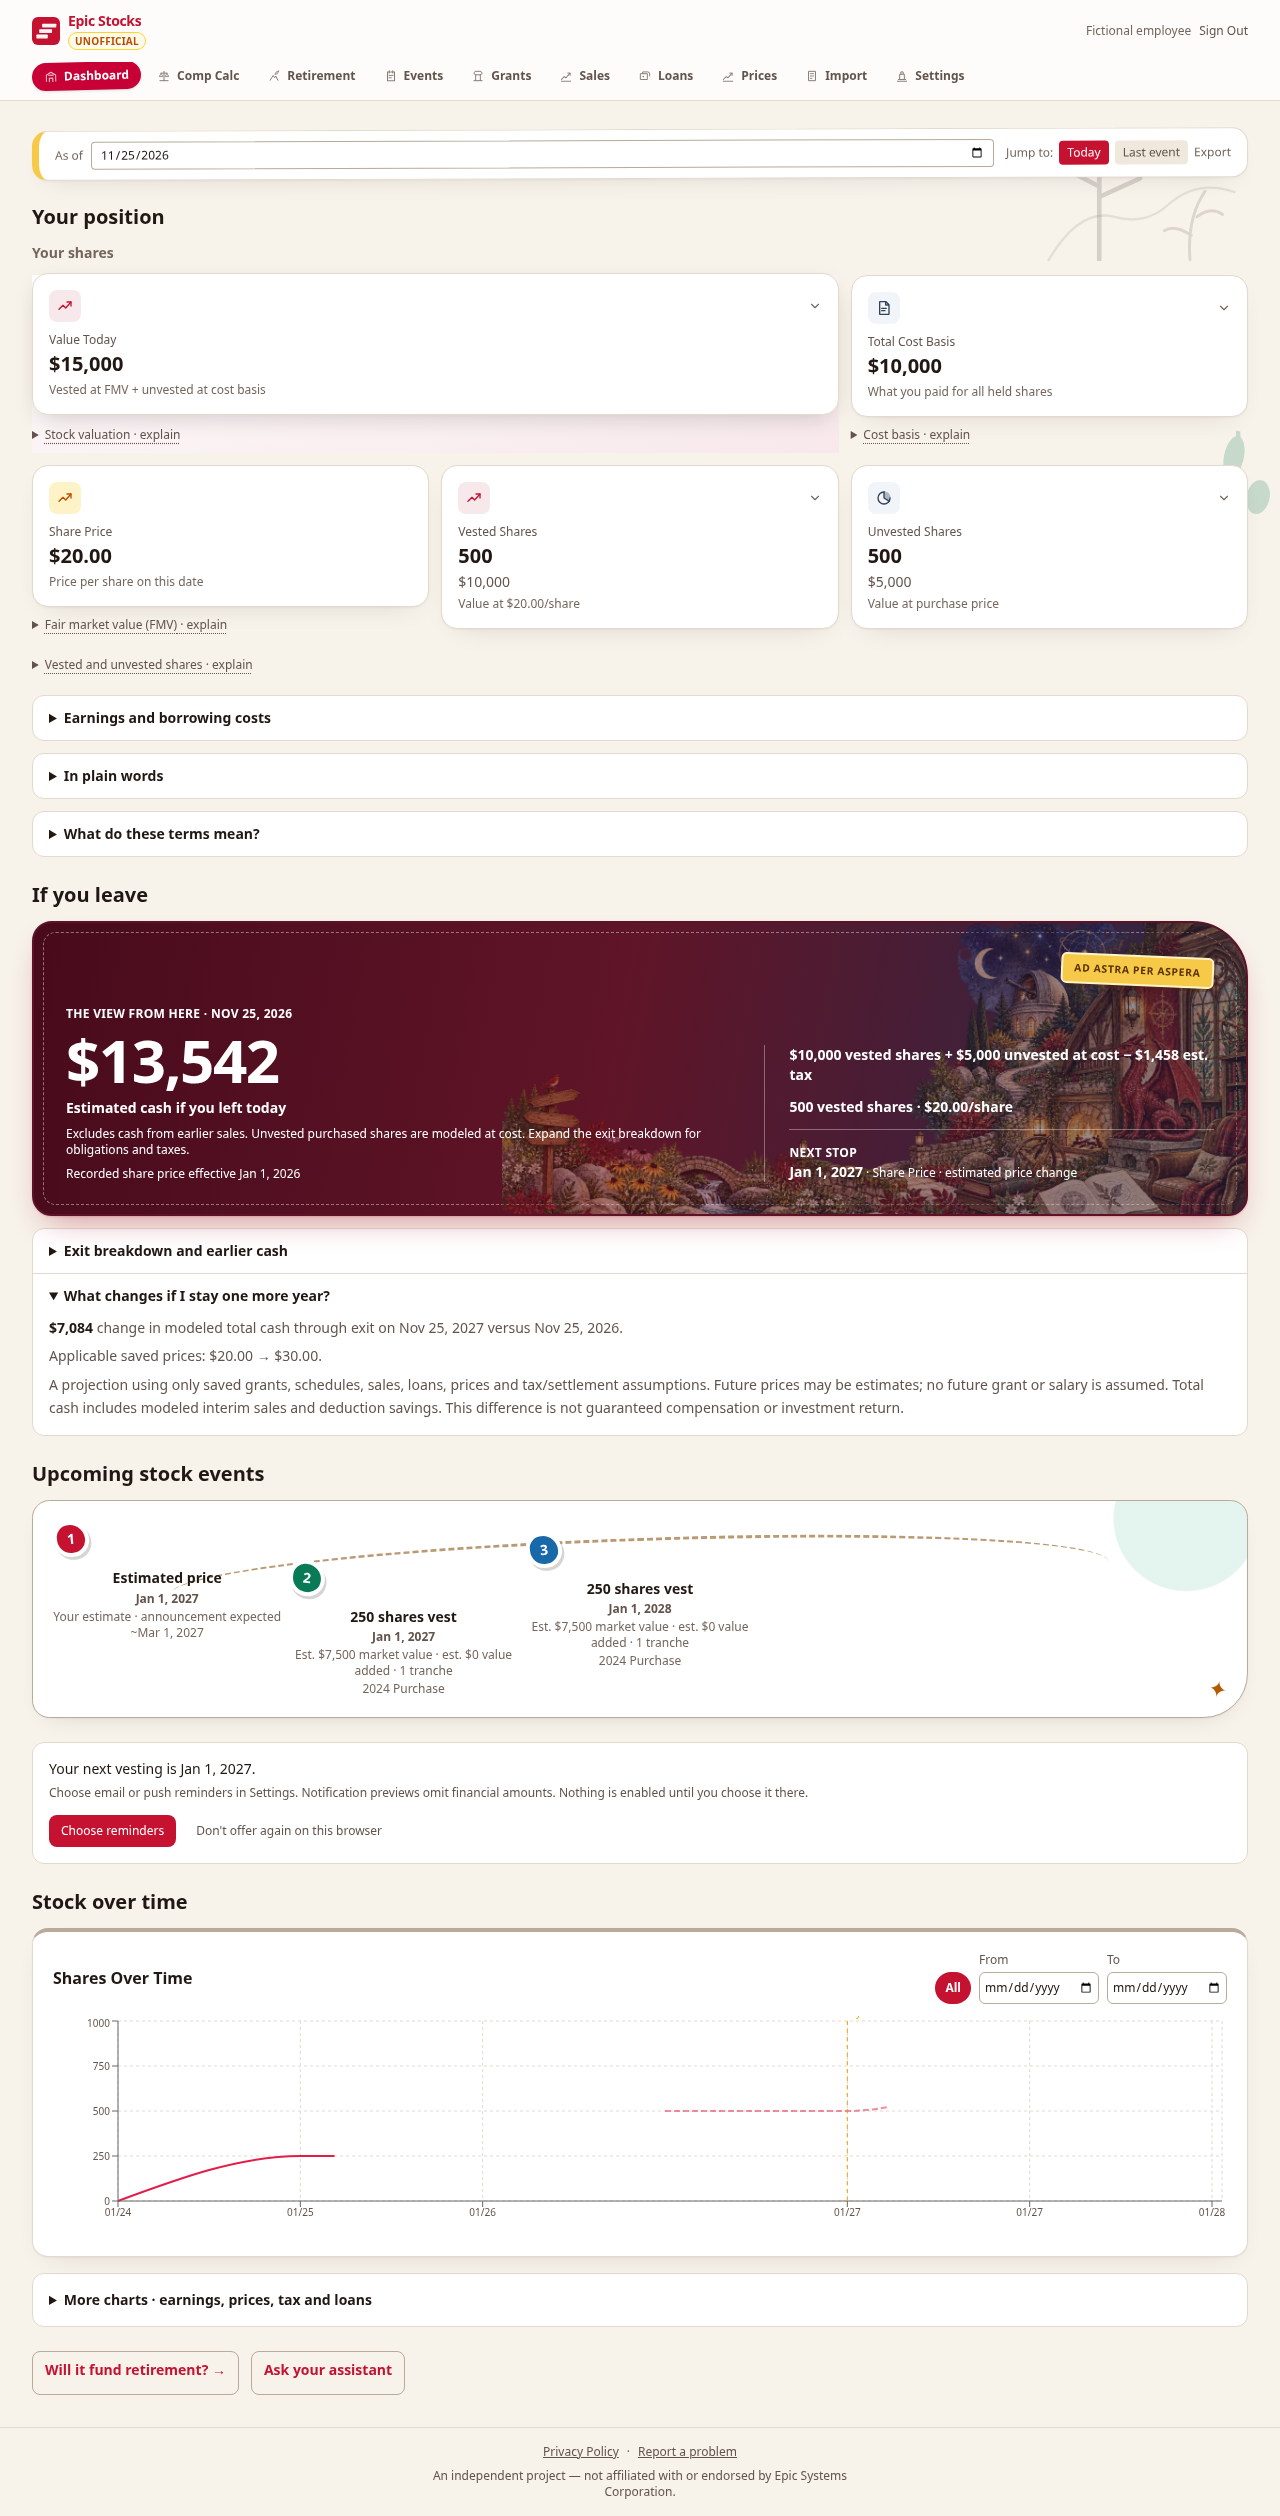 Epic Stocks
UNOFFICIAL
Fictional employee Sign Out
Dashboard Comp Calc Retirement Events Grants Sales Loans Prices Import Settings
As of 11/25/2026 Jump to: Today Last event Export
Your position
Your shares
Value Today
$15,000
Vested at FMV + unvested at cost basis
Stock valuation · explain
Total Cost Basis
$10,000
What you paid for all held shares
Cost basis · explain
Share Price
$20.00
Price per share on this date
Fair market value (FMV) · explain
Vested Shares
500
$10,000
Value at $20.00/share
Unvested Shares
500
$5,000
Value at purchase price
Vested and unvested shares · explain
Earnings and borrowing costs
In plain words
What do these terms mean?
If you leave
AD ASTRA PER ASPERA
THE VIEW FROM HERE · NOV 25, 2026
$13,542
Estimated cash if you left today
Excludes cash from earlier sales. Unvested purchased shares are modeled at cost. Expand the exit breakdown for
obligations and taxes.
Recorded share price effective Jan 1, 2026
$10,000 vested shares + $5,000 unvested at cost − $1,458 est.
tax
500 vested shares · $20.00/share
NEXT STOP
Jan 1, 2027 · Share Price · estimated price change
Exit breakdown and earlier cash
What changes if I stay one more year?
$7,084 change in modeled total cash through exit on Nov 25, 2027 versus Nov 25, 2026.
Applicable saved prices: $20.00 → $30.00.
A projection using only saved grants, schedules, sales, loans, prices and tax/settlement assumptions. Future prices may be estimates; no future grant or salary is assumed. Total
cash includes modeled interim sales and deduction savings. This difference is not guaranteed compensation or investment return.
Upcoming stock events
1
Estimated price
Jan 1, 2027
Your estimate · announcement expected
~Mar 1, 2027
2
250 shares vest
Jan 1, 2027
Est. $7,500 market value · est. $0 value
added · 1 tranche
2024 Purchase
3
250 shares vest
Jan 1, 2028
Est. $7,500 market value · est. $0 value
added · 1 tranche
2024 Purchase
Your next vesting is Jan 1, 2027.
Choose email or push reminders in Settings. Notification previews omit financial amounts. Nothing is enabled until you choose it there.
Choose reminders Don't offer again on this browser
Stock over time
Shares Over Time
All
From
mm/dd/yyyy
To
mm/dd/yyyy
1000
750
500
250
0
01/24 01/25 01/26 01/27 01/27 01/28
More charts · earnings, prices, tax and loans
Will it fund retirement? → Ask your assistant
Privacy Policy · Report a problem
An independent project — not affiliated with or endorsed by Epic Systems
Corporation.